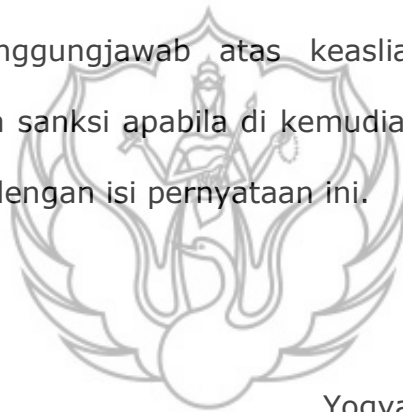 nggungjawab atas keaslia
sanksi apabila di kemudia
dengan isi pernyataan ini.
Yogya